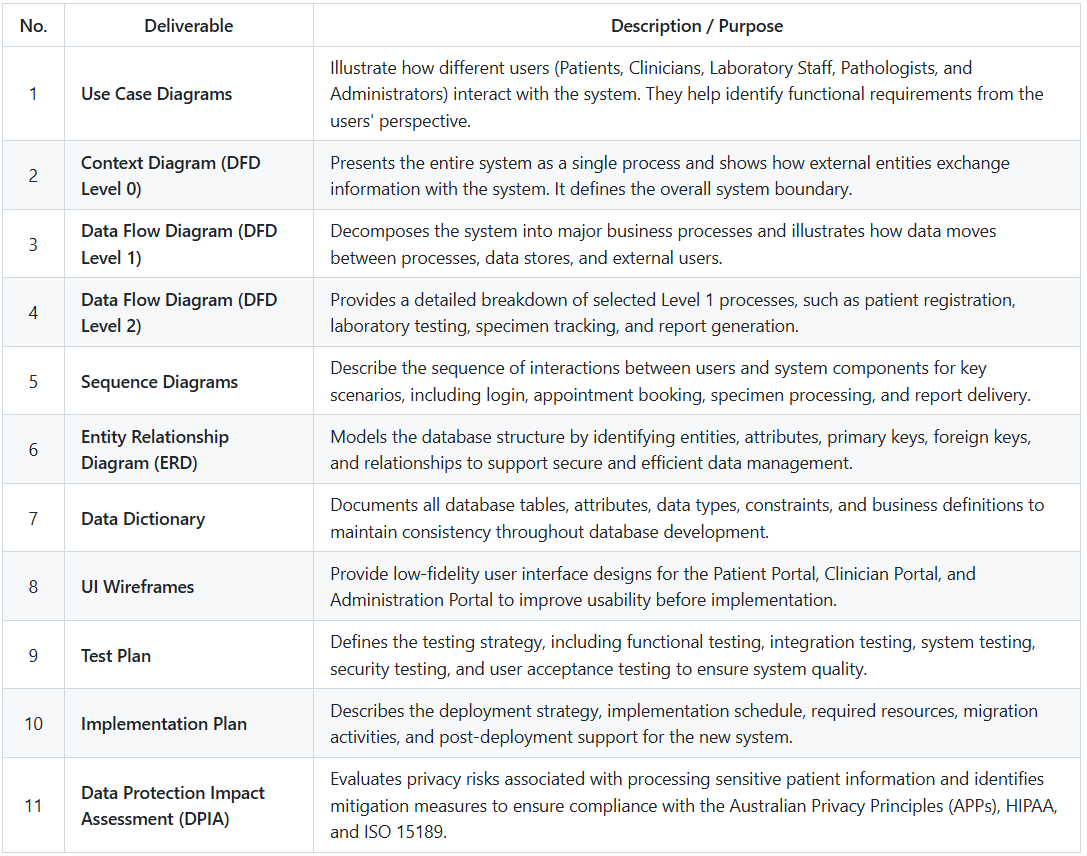 No. Deliverable Description / Purpose
Illustrate how different users (Patients, Clinicians, Laboratory Staff, Pathologists, and
1 Use Case Diagrams Administrators) interact with the system. They help identify functional requirements from the
users' perspective.
Context Diagram (DFD Presents the entire system as a single process and shows how external entities exchange
2
Level 0) information with the system. It defines the overall system boundary.
Data Flow Diagram (DFD Decomposes the system into major business processes and illustrates how data moves
3
Level 1) between processes, data stores, and external users.
Data Flow Diagram (DFD Provides a detailed breakdown of selected Level 1 processes, such as patient registration,
4
Level 2) laboratory testing, specimen tracking, and report generation.
Describe the sequence of interactions between users and system components for key
5 Sequence Diagrams
scenarios, including login, appointment booking, specimen processing, and report delivery.
Entity Relationship Models the database structure by identifying entities, attributes, primary keys, foreign keys,
6
Diagram (ERD) and relationships to support secure and efficient data management.
Documents all database tables, attributes, data types, constraints, and business definitions to
7 Data Dictionary
maintain consistency throughout database development.
Provide low-fidelity user interface designs for the Patient Portal, Clinician Portal, and
8 UI Wireframes
Administration Portal to improve usability before implementation.
Defines the testing strategy, including functional testing, integration testing, system testing,
9 Test Plan
security testing, and user acceptance testing to ensure system quality.
Describes the deployment strategy, implementation schedule, required resources, migration
10 Implementation Plan
activities, and post-deployment support for the new system.
Evaluates privacy risks associated with processing sensitive patient information and identifies
Data Protection Impact
11 mitigation measures to ensure compliance with the Australian Privacy Principles (APPs), HIPAA,
Assessment (DPIA)
and ISO 15189.